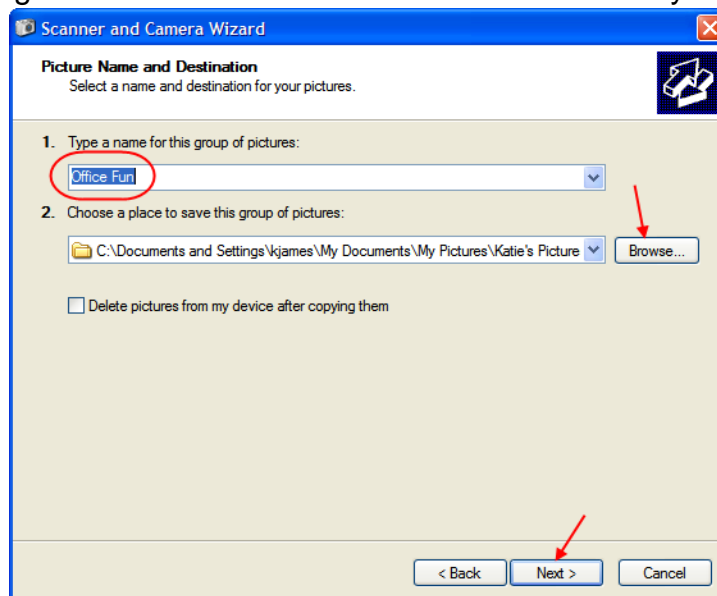 Scanner and Camera Wizard
Picture Name and Destination
Select a name and destination for your pictures.
1. Type a name for this group of pictures:
Office Fun
2. Choose a place to save this group of pictures:
C:\Documents and Settings\kjames\My Documents\My Pictures\Katie's Picture
Browse...
Delete pictures from my device after copying them
< Back
Next >
Cancel